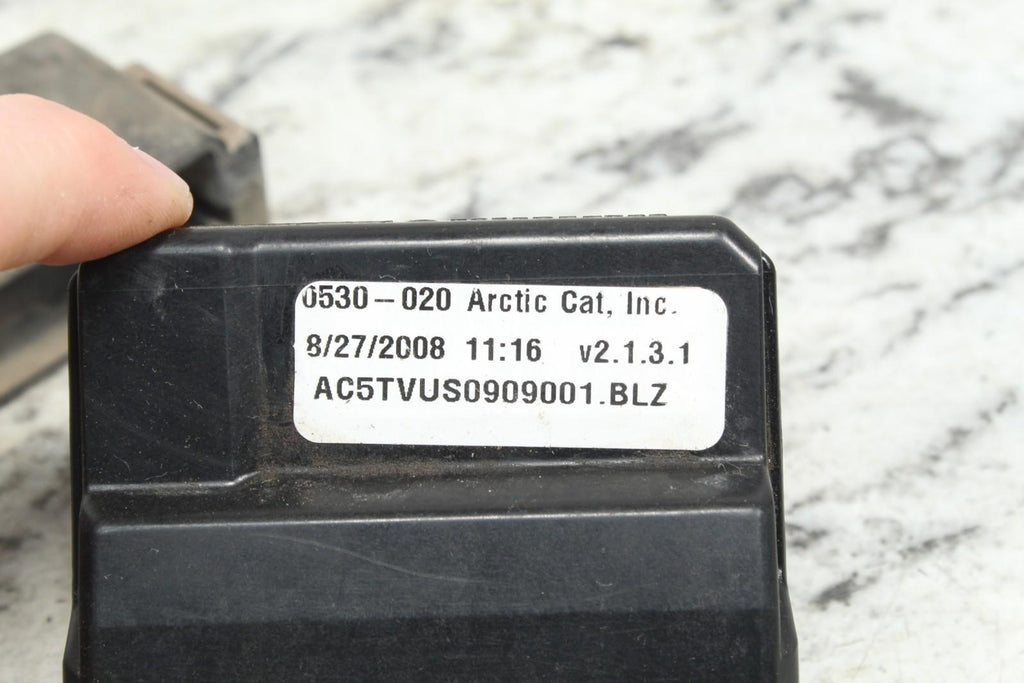 0530-020 Arctic Cat, Inc.
8/27/2008 11:16 v2.1.3.1
AC5TVUS0909001.BLZ